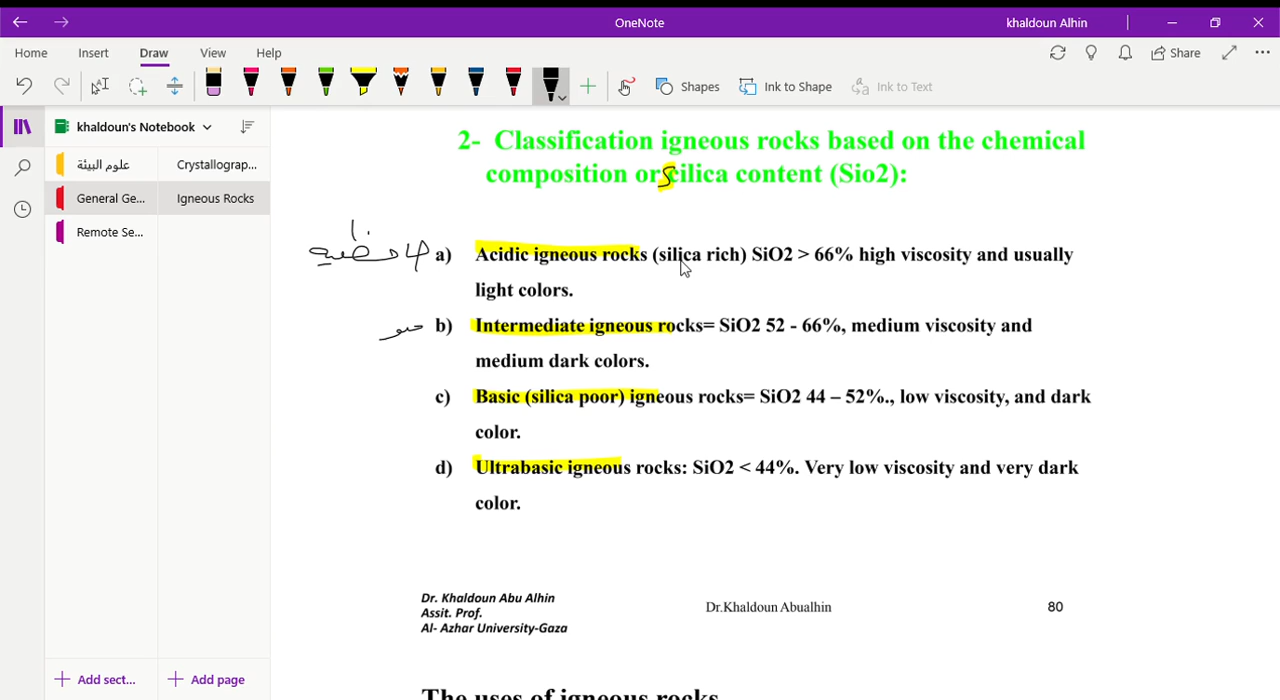 OneNote
khaldoun Alhin
Home Insert Draw View Help
Share
Shapes Ink to Shape Ink to Text
khaldoun's Notebook
علوم البيئة
Crystallograp...
General Ge...
Igneous Rocks
Remote Se...
2- Classification igneous rocks based on the chemical
composition or silica content (Sio2):
a) Acidic igneous rocks (silica rich) SiO2 > 66% high viscosity and usually
light colors.
b) Intermediate igneous rocks= SiO2 52 - 66%, medium viscosity and
medium dark colors.
c) Basic (silica poor) igneous rocks= SiO2 44 – 52%., low viscosity, and dark
color.
d) Ultrabasic igneous rocks: SiO2 < 44%. Very low viscosity and very dark
color.
Dr. Khaldoun Abu Alhin
Assit. Prof.
Al- Azhar University-Gaza
Dr.Khaldoun Abualhin
80
Add sect...
Add page
The uses of igneous rocks